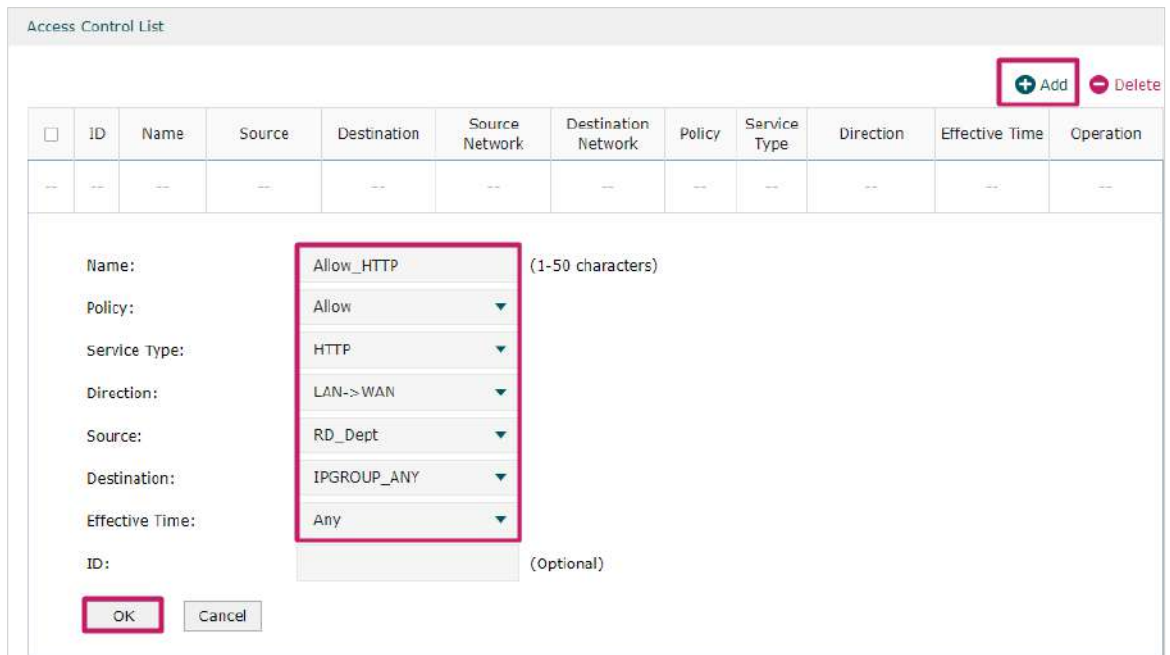 Access Control List
Add Delete
ID Name Source Destination Source Network Destination Network Policy Service Type Direction Effective Time Operation
-- -- -- -- -- -- -- -- -- -- -- --
Name: Allow_HTTP (1-50 characters)
Policy: Allow
Service Type: HTTP
Direction: LAN->WAN
Source: RD_Dept
Destination: IPGROUP_ANY
Effective Time: Any
ID: (Optional)
OK Cancel